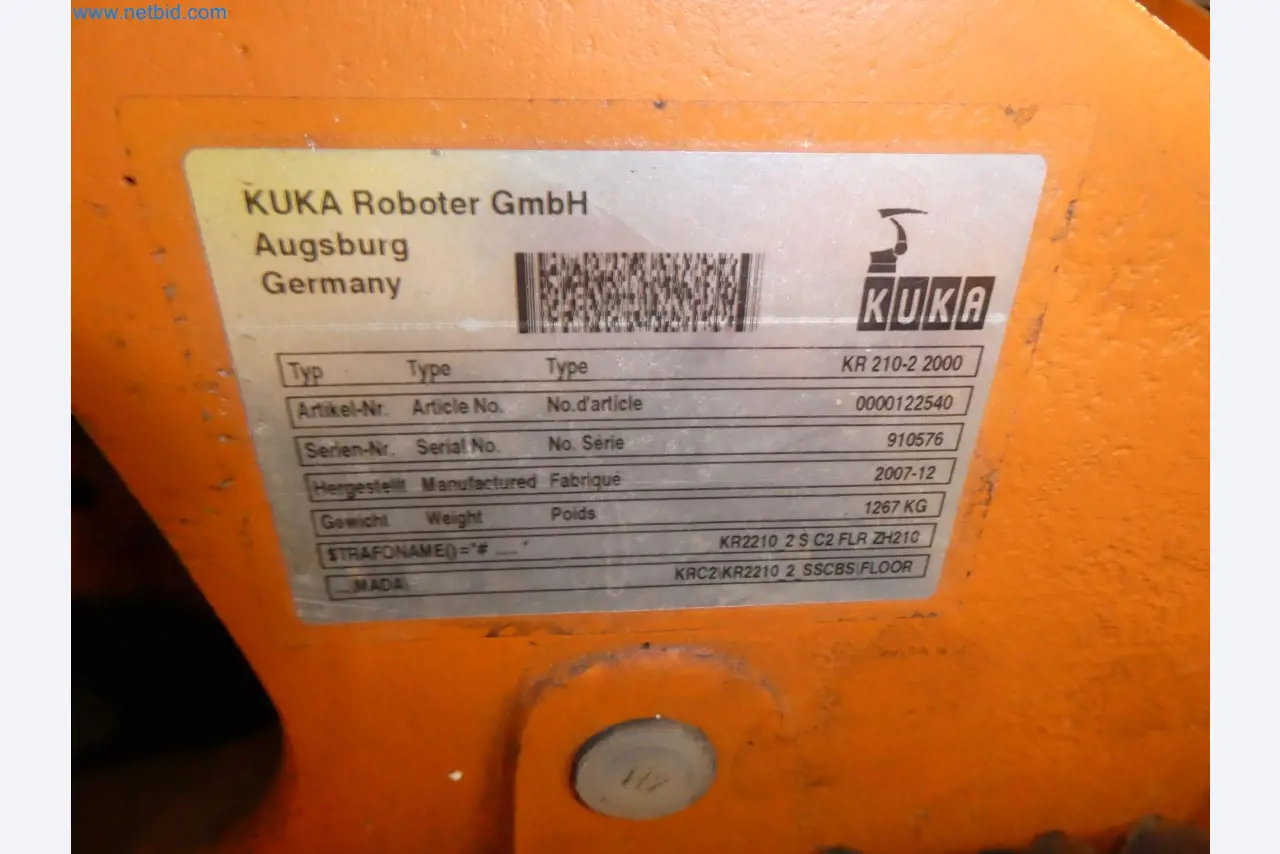 www.netbid.com
KUKA Roboter GmbH
Augsburg
Germany
KUKA
Typ Type Type KR 210-2 2000
Artikel-Nr. Article No. No.d'article 0000122540
Serien-Nr. Serial No. No. Série 910576
Hergestellt Manufactured Fabrique 2007-12
Gewicht Weight Poids 1267 KG
$TRAFONAME()="# ..... " KR2210_2 S C2 FLR ZH210
...MADA\ KRC2\KR2210_2_SSCBS\FLOOR